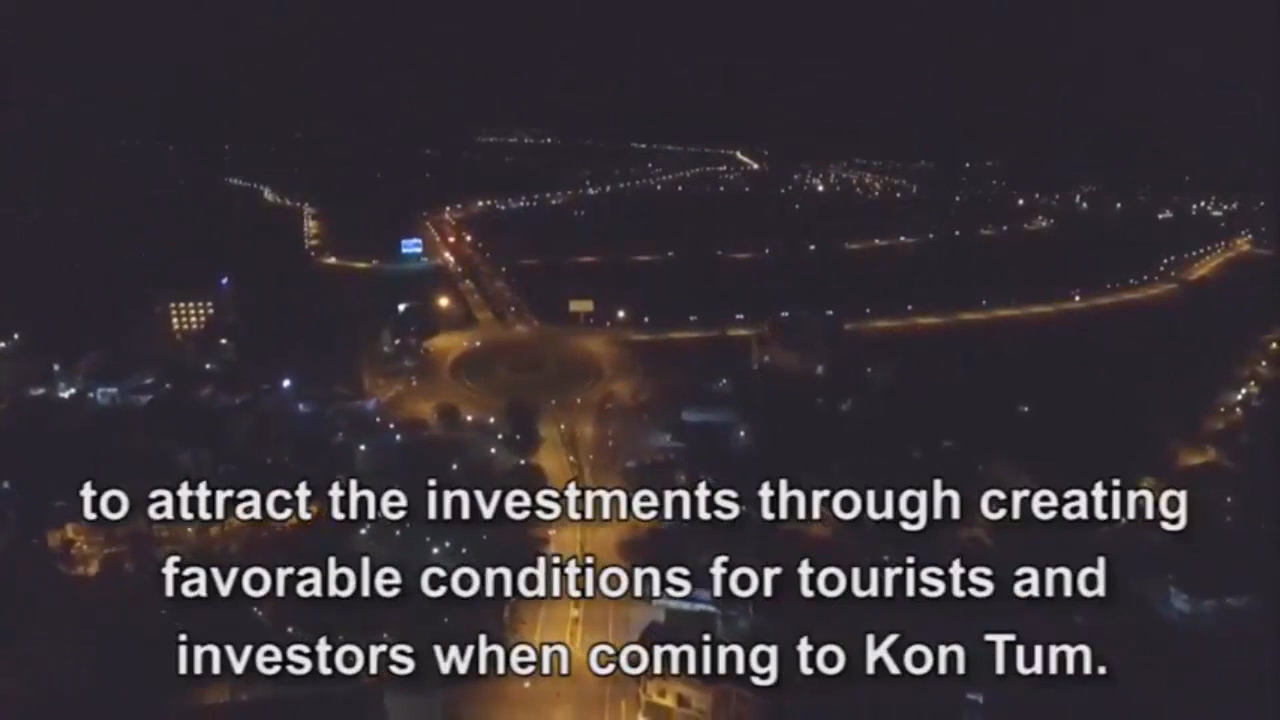 to attract the investments through creating
favorable conditions for tourists and
investors when coming to Kon Tum.